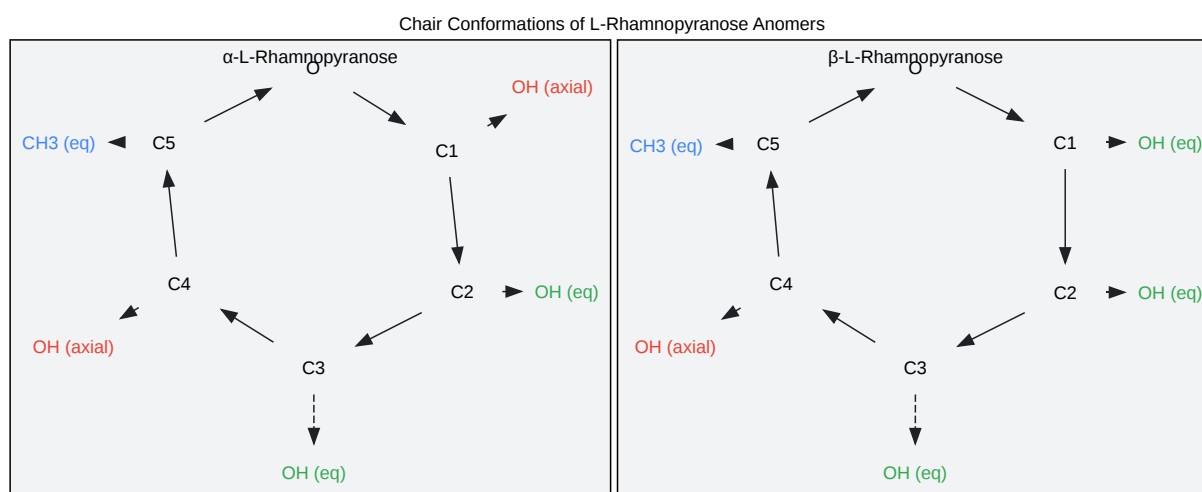 Chair Conformations of L-Rhamnopyranose Anomers
α-L-Rhamnopyranose
O
OH (axial)
CH3 (eq)
C5
C1
C4
C2
OH (eq)
OH (axial)
C3
OH (eq)
β-L-Rhamnopyranose
O
CH3 (eq)
C5
C1
OH (eq)
C4
C2
OH (eq)
OH (axial)
C3
OH (eq)